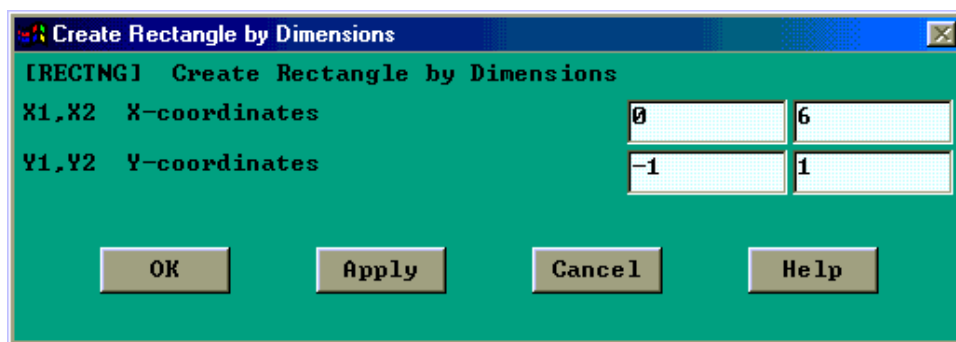 Create Rectangle by Dimensions
[RECTNG] Create Rectangle by Dimensions
X1,X2 X-coordinates 0 6
Y1,Y2 Y-coordinates -1 1
OK Apply Cancel Help